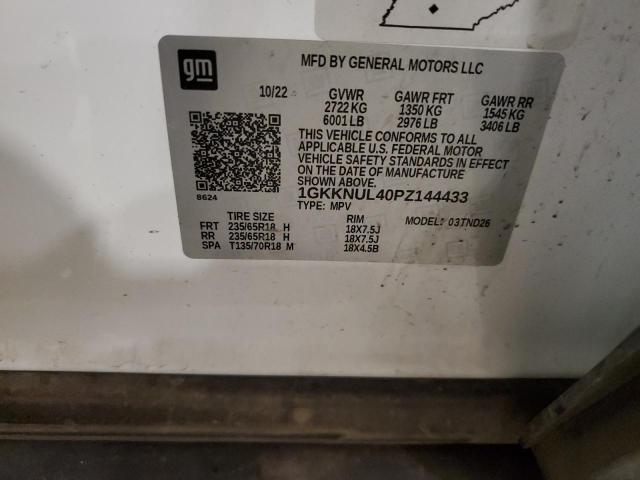 gm
MFD BY GENERAL MOTORS LLC
10/22 GVWR GAWR FRT GAWR RR
2722 KG 1350 KG 1545 KG
6001 LB 2976 LB 3406 LB
THIS VEHICLE CONFORMS TO ALL
APPLICABLE U.S. FEDERAL MOTOR
VEHICLE SAFETY STANDARDS IN EFFECT
ON THE DATE OF MANUFACTURE
SHOWN ABOVE.
8624
1GKKNUL40PZ144433
TYPE: MPV
TIRE SIZE RIM MODEL: 03TND26
FRT 235/65R18 H 18X7.5J
RR 235/65R18 H 18X7.5J
SPA T135/70R18 M 18X4.5B